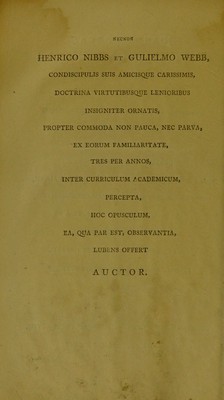 NECNON
HENRICO NIBBS ET GULIELMO WEBB,
CONDISCIPULIS SUIS AMICISQUE CARISSIMIS,
DOCTRINA VIRTUTIBUSQUE LENIORIBUS
INSIGNITER ORNATIS,
PROPTER COMMODA NON PAUCA, NEC PARVA,
EX EORUM FAMILIARITATE,
TRES PER ANNOS,
INTER CURRICULUM ACADEMICUM,
PERCEPTA,
HOC OPUSCULUM,
EA, QUA PAR EST, OBSERVANTIA,
LUBENS OFFERT
AUCTOR.